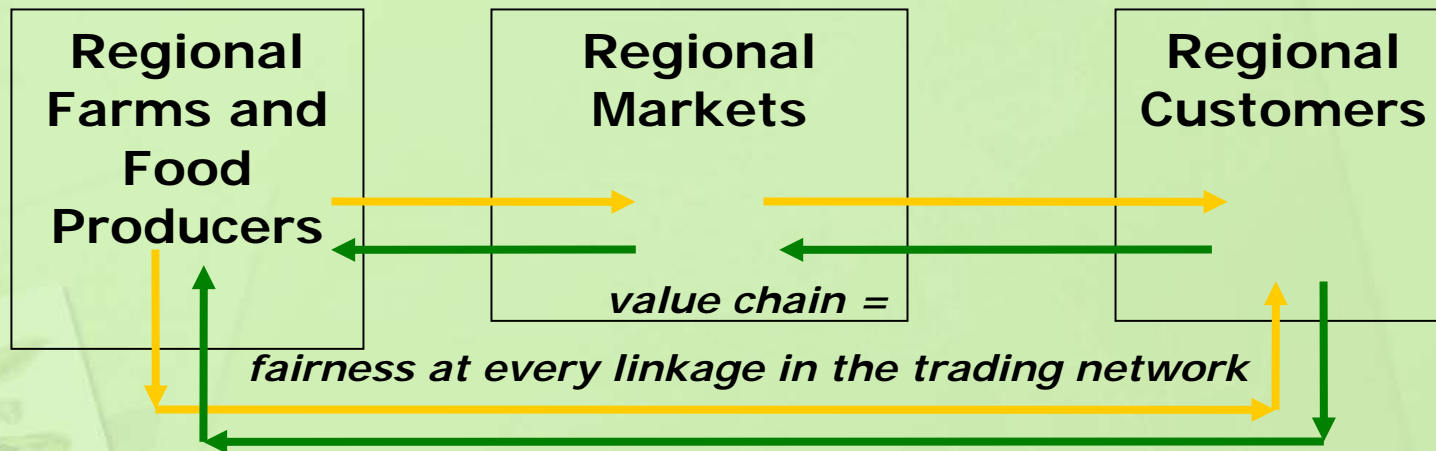 Regional
Farms and
Food
Producers
Regional
Markets
Regional
Customers
value chain =
fairness at every linkage in the trading network